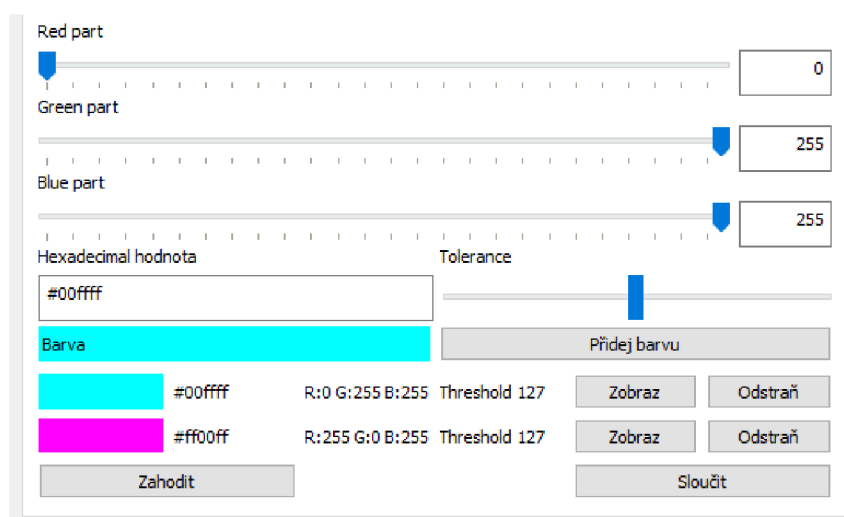 Red part
0
Green part
255
Blue part
255
Hexadecimal hodnota Tolerance
#00ffff
Barva Přidej barvu
#00ffff R:0 G:255 B:255 Threshold 127 Zobraz Odstraň
#ff00ff R:255 G:0 B:255 Threshold 127 Zobraz Odstraň
Zahodit Sloučit